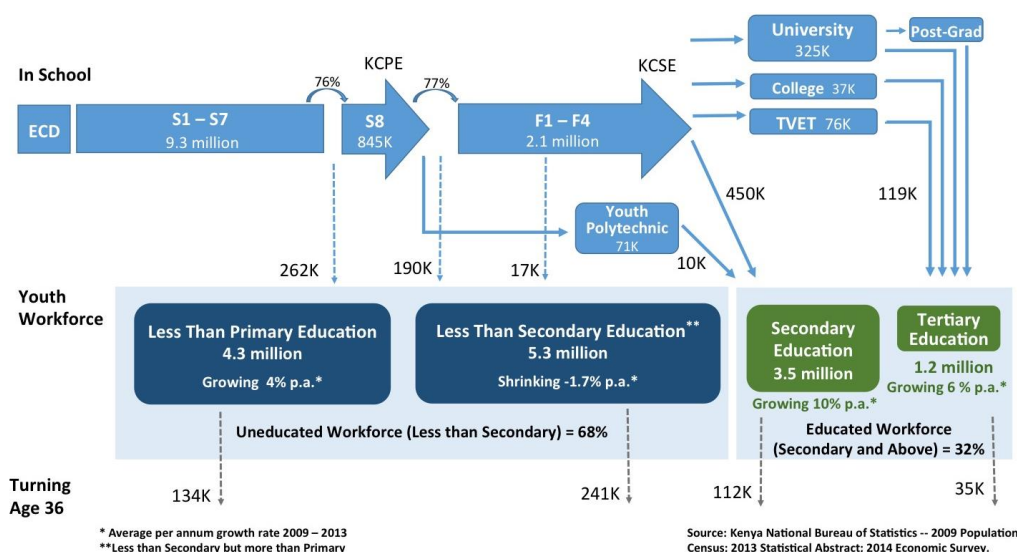 University
325K
Post-Grad
KCPE
KCSE
In School
76%
77%
College 37K
ECD
S1 – S7
9.3 million
S8
845K
F1 – F4
2.1 million
TVET 76K
450K
119K
Youth
Polytechnic
71K
262K
190K
17K
10K
Youth
Workforce
Less Than Primary Education
4.3 million
Growing 4% p.a.*
Less Than Secondary Education**
5.3 million
Shrinking -1.7% p.a.*
Secondary
Education
3.5 million
Growing 10% p.a.*
Tertiary
Education
1.2 million
Growing 6 % p.a.*
Uneducated Workforce (Less than Secondary) = 68%
Educated Workforce
(Secondary and Above) = 32%
Turning
Age 36
134K
241K
112K
35K
* Average per annum growth rate 2009 – 2013
**Less than Secondary but more than Primary
Source: Kenya National Bureau of Statistics -- 2009 Population
Census; 2013 Statistical Abstract; 2014 Economic Survey.